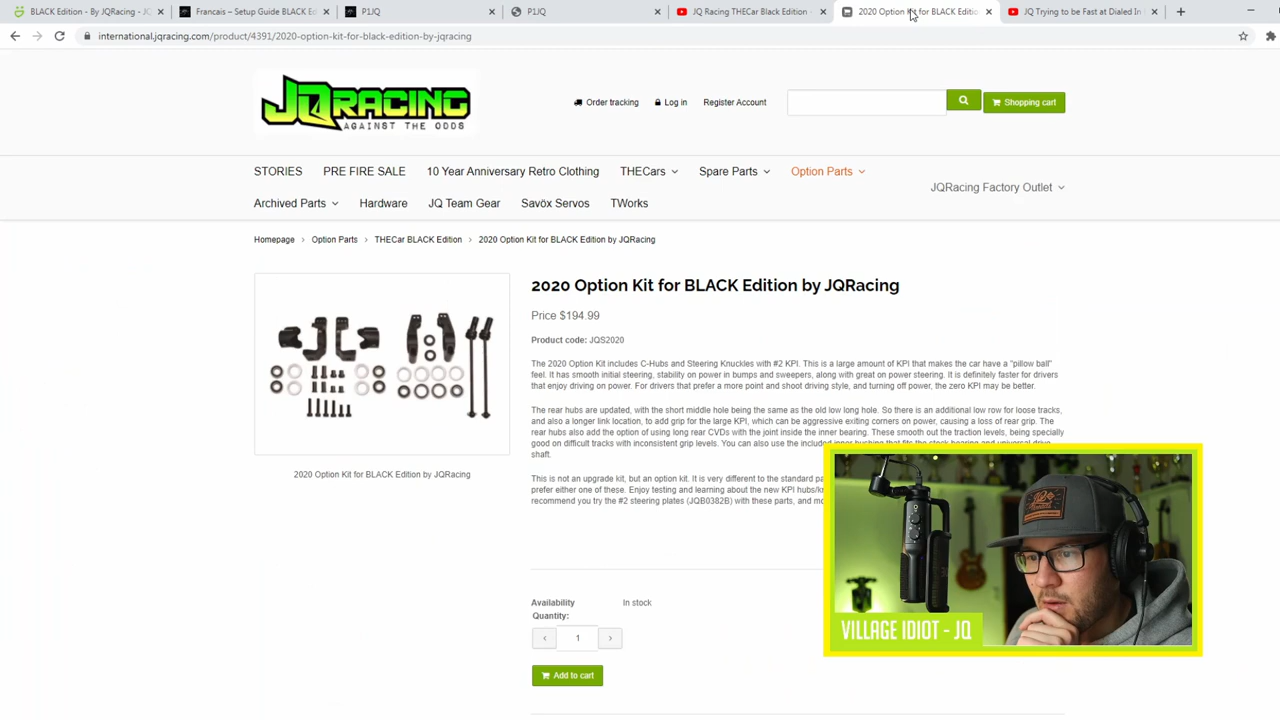 BLACK Edition - By JQRacing - JC
Francais – Setup Guide BLACK Ed
P1JQ
P1JQ
JQ Racing THECar Black Edition
2020 Option Kit for BLACK Editio
JQ Trying to be Fast at Dialed In
international.jqracing.com/product/4391/2020-option-kit-for-black-edition-by-jqracing
JQRACING
AGAINST THE ODDS
Order tracking
Log in
Register Account
Shopping cart
STORIES
PRE FIRE SALE
10 Year Anniversary Retro Clothing
THECars
Spare Parts
Option Parts
JQRacing Factory Outlet
Archived Parts
Hardware
JQ Team Gear
Savöx Servos
TWorks
Homepage › Option Parts › THECar BLACK Edition › 2020 Option Kit for BLACK Edition by JQRacing
2020 Option Kit for BLACK Edition by JQRacing
Price $194.99
Product code: JQS2020
The 2020 Option Kit includes C-Hubs and Steering Knuckles with #2 KPI. This is a large amount of KPI that makes the car have a "pillow ball"
feel. It has smooth initial steering, stability on power in bumps and sweepers, along with great on power steering. It is definitely faster for drivers
that enjoy driving on power. For drivers that prefer a more point and shoot driving style, and turning off power, the zero KPI may be better.
The rear hubs are updated, with the short middle hole being the same as the old low long hole. So there is an additional low row for loose tracks,
and also a longer link location, to add grip for the large KPI, which can be aggressive exiting corners on power, causing a loss of rear grip. The
rear hubs also add the option of using long rear CVDs with the joint inside the inner bearing. These smooth out the traction levels, being specially
good on difficult tracks with inconsistent grip levels. You can also use the included inner bushing that fits the stock bearing and universal drive
shaft.
This is not an upgrade kit, but an option kit. It is very different to the standard pa
prefer either one of these. Enjoy testing and learning about the new KPI hubs/kn
recommend you try the #2 steering plates (JQB0382B) with these parts, and mo
2020 Option Kit for BLACK Edition by JQRacing
Availability
In stock
Quantity:
1
Add to cart
VILLAGE IDIOT - JQ